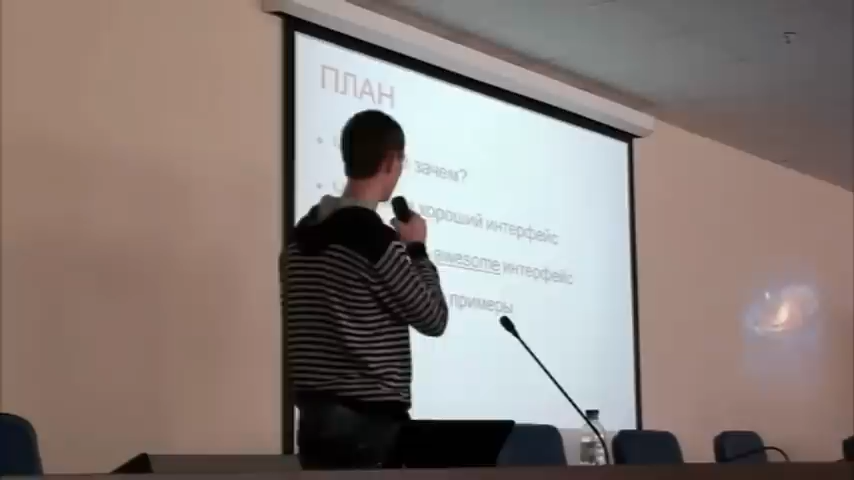 ПЛАН
зачем?
хороший интерфейс
awesome интерфейс
примеры